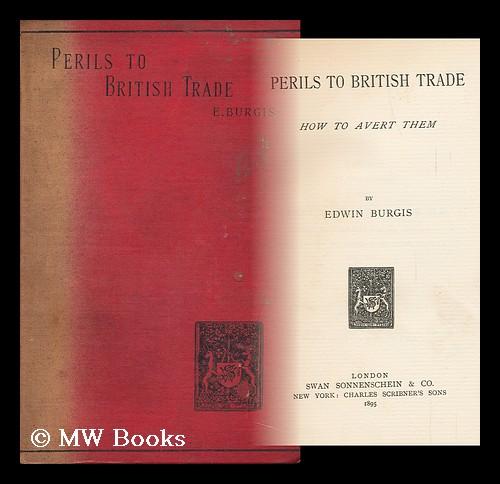 PERILS TO
BRITISH TRADE
E. BURGIS
PERILS TO BRITISH TRADE
HOW TO AVERT THEM
BY
EDWIN BURGIS
LONDON
SWAN SONNENSCHEIN & CO.
NEW YORK: CHARLES SCRIBNER'S SONS
1895
© MW Books